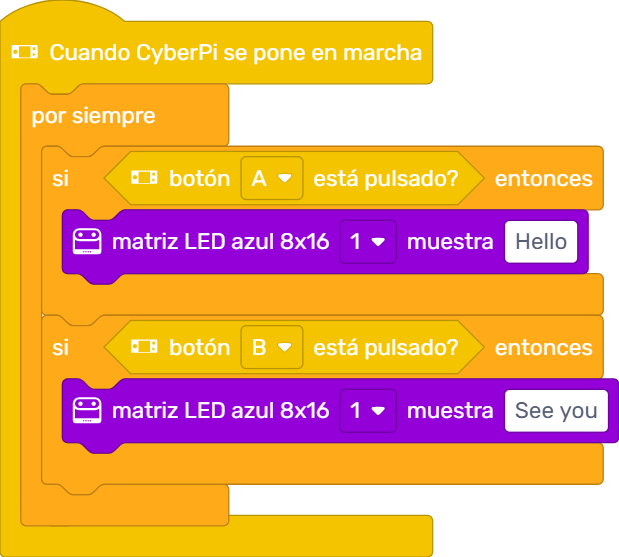 Cuando CyberPi se pone en marcha
por siempre
si botón A está pulsado? entonces
matriz LED azul 8x16 1 muestra Hello
si botón B está pulsado? entonces
matriz LED azul 8x16 1 muestra See you